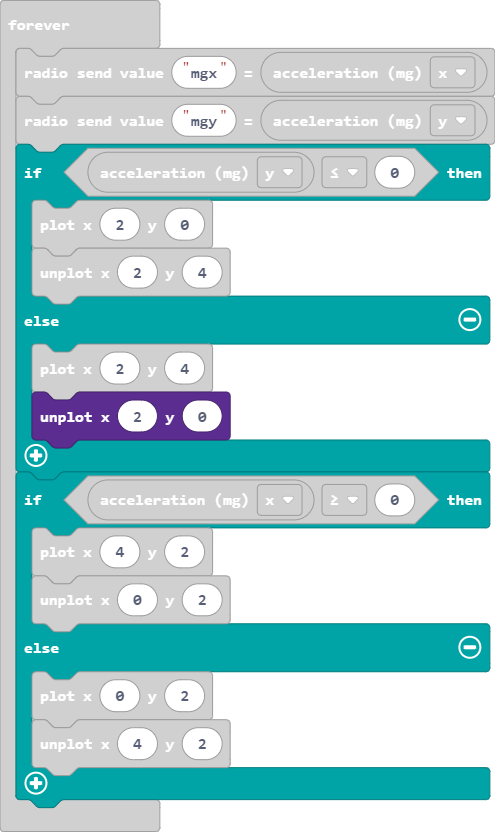 forever
radio send value "mgx" = acceleration (mg) x
radio send value "mgy" = acceleration (mg) y
if acceleration (mg) y ≤ 0 then
plot x 2 y 0
unplot x 2 y 4
else
plot x 2 y 4
unplot x 2 y 0
if acceleration (mg) x ≥ 0 then
plot x 4 y 2
unplot x 0 y 2
else
plot x 0 y 2
unplot x 4 y 2